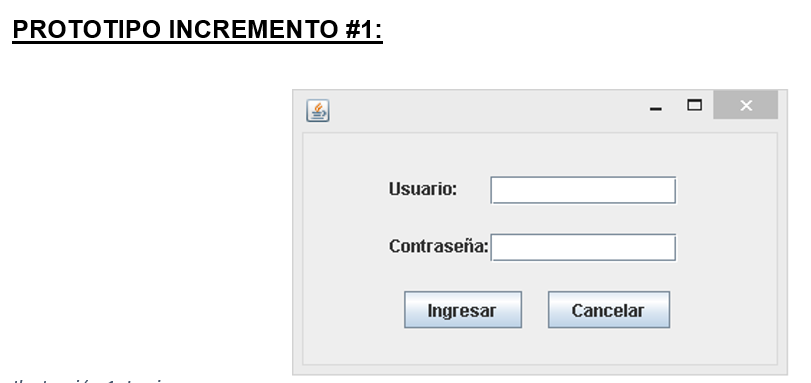 PROTOTIPO INCREMENTO #1:
Usuario:
Contraseña:
Ingresar Cancelar